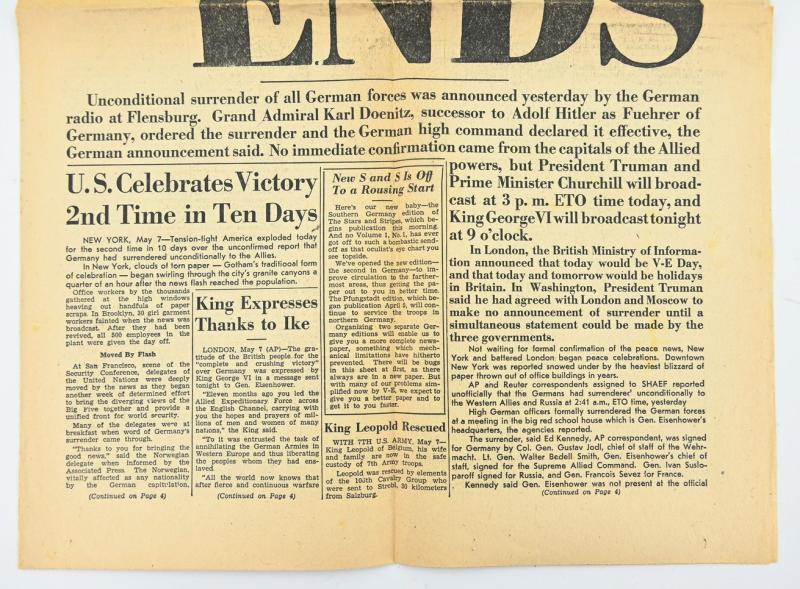 ENDS
Unconditional surrender of all German forces was announced yesterday by the German
radio at Flensburg. Grand Admiral Karl Doenitz, successor to Adolf Hitler as Fuehrer of
Germany, ordered the surrender and the German high command declared it effective, the
German announcement said. No immediate confirmation came from the capitals of the Allied
powers, but President Truman and
Prime Minister Churchill will broad-
cast at 3 p. m. ETO time today, and
King George VI will broadcast tonight
at 9 o'clock.
In London, the British Ministry of Informa-
tion announced that today would be V-E Day,
and that today and tomorrow would be holidays
in Britain. In Washington, President Truman
said he had agreed with London and Moscow to
make no announcement of surrender until a
simultaneous statement could be made by the
three governments.
Not waiting for formal confirmation of the peace news, New
York and battered London began peace celebrations. Downtown
New York was reported snowed under by the heaviest blizzard of
paper thrown out of office buildings in years.
AP and Reuter correspondents assigned to SHAEF reported
unofficially that the Germans had surrendered unconditionally to
the Western Allies and Russia at 2:41 a.m., ETO time, yesterday
High German officers formally surrendered the German forces
at a meeting in the big red school house which is Gen. Eisenhower's
headquarters, the agencies reported.
The surrender, said Ed Kennedy, AP correspondent, was signed
for Germany by Col. Gen. Gustav Jodl, chief of staff of the Wehr-
macht. Lt. Gen. Walter Bedell Smith, Gen. Eisenhower's chief of
staff, signed for the Supreme Allied Command. Gen. Ivan Suslo-
paroff signed for Russia, and Gen. Francois Sevez for France.
Kennedy said Gen. Eisenhower was not present at the official
(Continued on Page 4)
U.S. Celebrates Victory
2nd Time in Ten Days
NEW YORK, May 7—Tension-tight America exploded today
for the second time in 10 days over the unconfirmed report that
Germany had surrendered unconditionally to the Allies.
In New York, clouds of torn paper — Gotham's traditiooal form
of celebration — began swirling through the city's granite canyons a
quarter of an hour after the news flash reached the population.
Office workers by the thousands
gathered at the high windows
heaving out handfuls of paper
scraps. In Brooklyn, 30 girl garment
workers fainted when the news was
broadcast. After they had been
revived, all 500 employees in the
plant were given the day off.
Moved By Flash
At San Francisco, scene of the
Security Conference, delegates of
the United Nations were deeply
moved by the news as they began
another week of determined effort
to bring the diverging views of the
Big Five together and provide a
unified front for world security.
Many of the delegates were at
breakfast when word of Germany's
surrender came through.
"Thanks to you for bringing the
good news," said the Norwegian
delegate when informed by the
Associated Press. The Norwegian,
vitally affected as any nationality
by the German capitulation,
(Continued on Page 4)
King Expresses
Thanks to Ike
LONDON, May 7 (AP)—The gra-
titude of the British people for the
"complete and crushing victory"
over Germany was expressed by
King George VI in a message sent
tonight to Gen. Eisenhower.
"Eleven months ago you led the
Allied Expeditionary Force across
the English Channel, carrying with
you the hopes and prayers of mil-
lions of men and women of many
nations," the King said.
"To it was entrusted the task of
annihilating the German Armies in
Western Europe and thus liberating
the peoples whom they had ens-
laved.
"All the world now knows that
after fierce and continuous warfare
(Continued on Page 4)
New S and S Is Off
To a Rousing Start
Here's our new baby—the
Southern Germany edition of
The Stars and Stripes, which be-
gins publication this morning.
And no Volume 1, No. 1, has ever
got off to such a bombastic send-
off as that oculist's eye chart you
see topside.
We've opened the new edition—
the second in Germany—to im-
prove circulation to the farther-
most areas, thus getting the pa-
per out to you in better time.
The Pfungstadt edition, which be-
gan publication April 5, will con-
tinue to service the troops in
northern Germany.
Organizing two separate Ger-
many editions will enable us to
give you a more complete news-
paper, something which mech-
anical limitations have hitherto
prevented. There will be bugs
in this sheet at first, as there
always are in a new paper. But
with many of our problems sim-
plified now by V-E, we expect to
give you a better paper and to
get it to you faster.
King Leopold Rescued
WITH 7TH U.S. ARMY, May 7—
King Leopold of Belgium, his wife
and family are now in the safe
custody of 7th Army troops.
Leopold was rescued by elements
of the 106th Cavalry Group who
were sent to Strobl, 30 kilometers
from Salzburg.